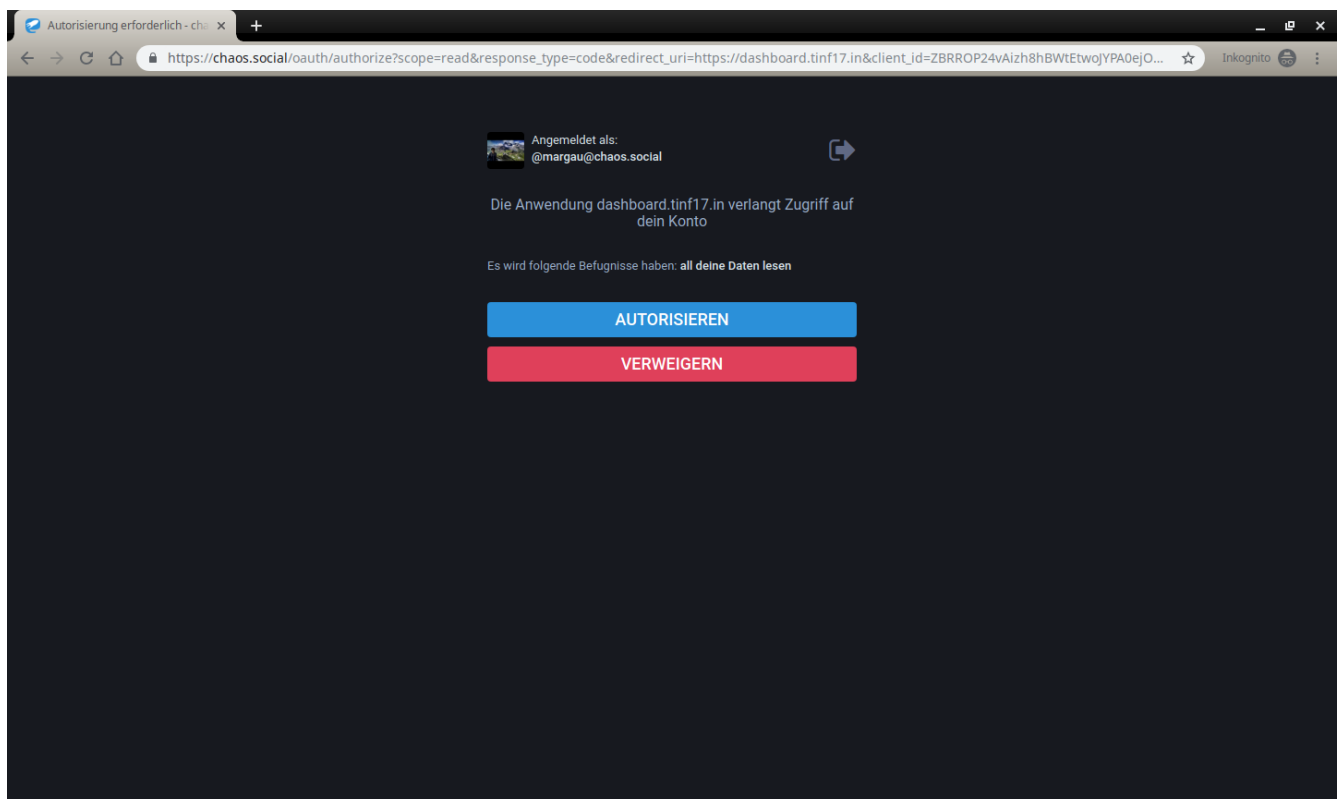 Autorisierung erforderlich - cha
https://chaos.social/oauth/authorize?scope=read&response_type=code&redirect_uri=https://dashboard.tinf17.in&client_id=ZBRROP24vAizh8hBWtEtwoJYPA0ejO...
Inkognito
Angemeldet als:
@margau@chaos.social
Die Anwendung dashboard.tinf17.in verlangt Zugriff auf
dein Konto
Es wird folgende Befugnisse haben: all deine Daten lesen
AUTORISIEREN
VERWEIGERN